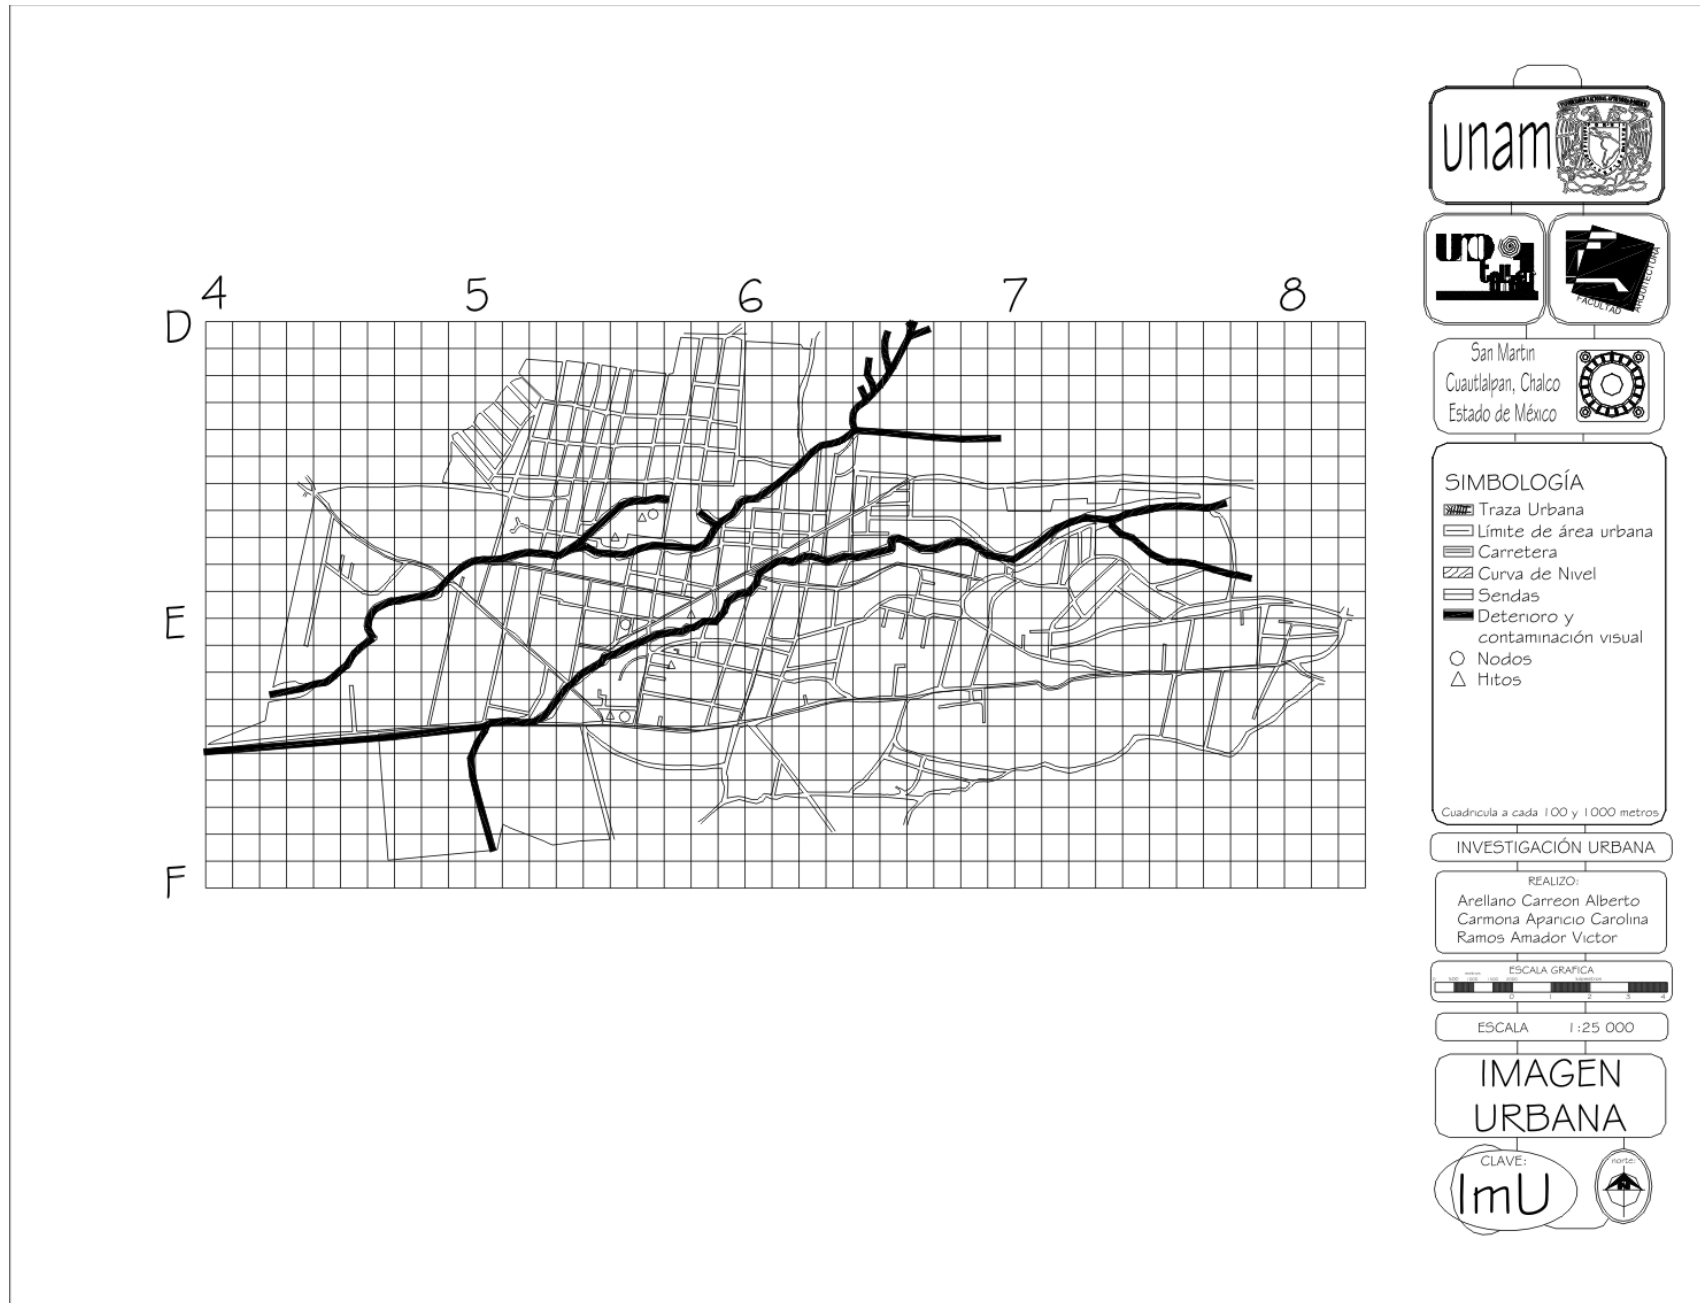 4 5 6 7 8
D
E
F
unam
FACULTAD
ARQUITECTURA
San Martín
Cuautlalpan, Chalco
Estado de México
SIMBOLOGÍA
Traza Urbana
Límite de área urbana
Carretera
Curva de Nivel
Sendas
Deterioro y
contaminación visual
Nodos
Hitos
Cuadricula a cada 100 y 1000 metros
INVESTIGACIÓN URBANA
REALIZO:
Arellano Carreon Alberto
Carmona Aparicio Carolina
Ramos Amador Victor
ESCALA GRAFICA
0 1 2 3 4
ESCALA 1:25 000
IMAGEN
URBANA
CLAVE:
ImU
norte:
N